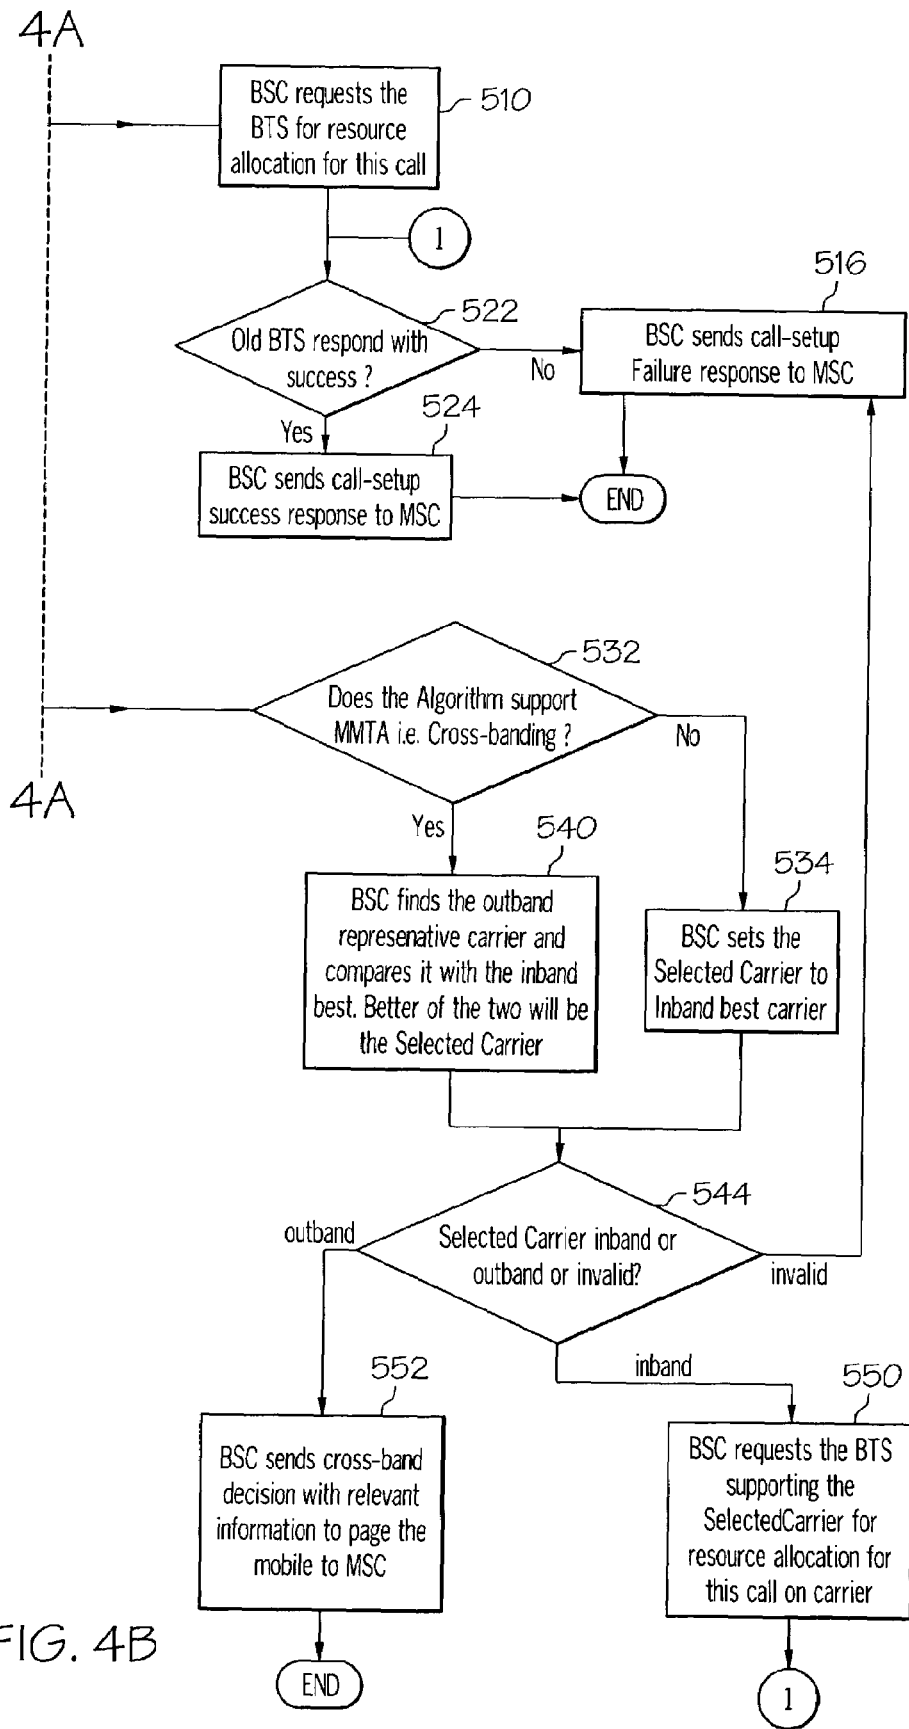 4A
BSC requests the
BTS for resource
allocation for this call
510
1
516
522
Old BTS respond with
success ?
No
BSC sends call-setup
Failure response to MSC
Yes
524
BSC sends call-setup
success response to MSC
END
532
Does the Algorithm support
MMTA i.e. Cross-banding ?
No
4A
Yes
540
534
BSC finds the outband
represenative carrier and
compares it with the inband
best. Better of the two will be
the Selected Carrier
BSC sets the
Selected Carrier to
Inband best carrier
544
outband
Selected Carrier inband or
outband or invalid?
invalid
inband
552
550
BSC sends cross-band
decision with relevant
information to page the
mobile to MSC
BSC requests the BTS
supporting the
SelectedCarrier for
resource allocation for
this call on carrier
FIG. 4B
END
1